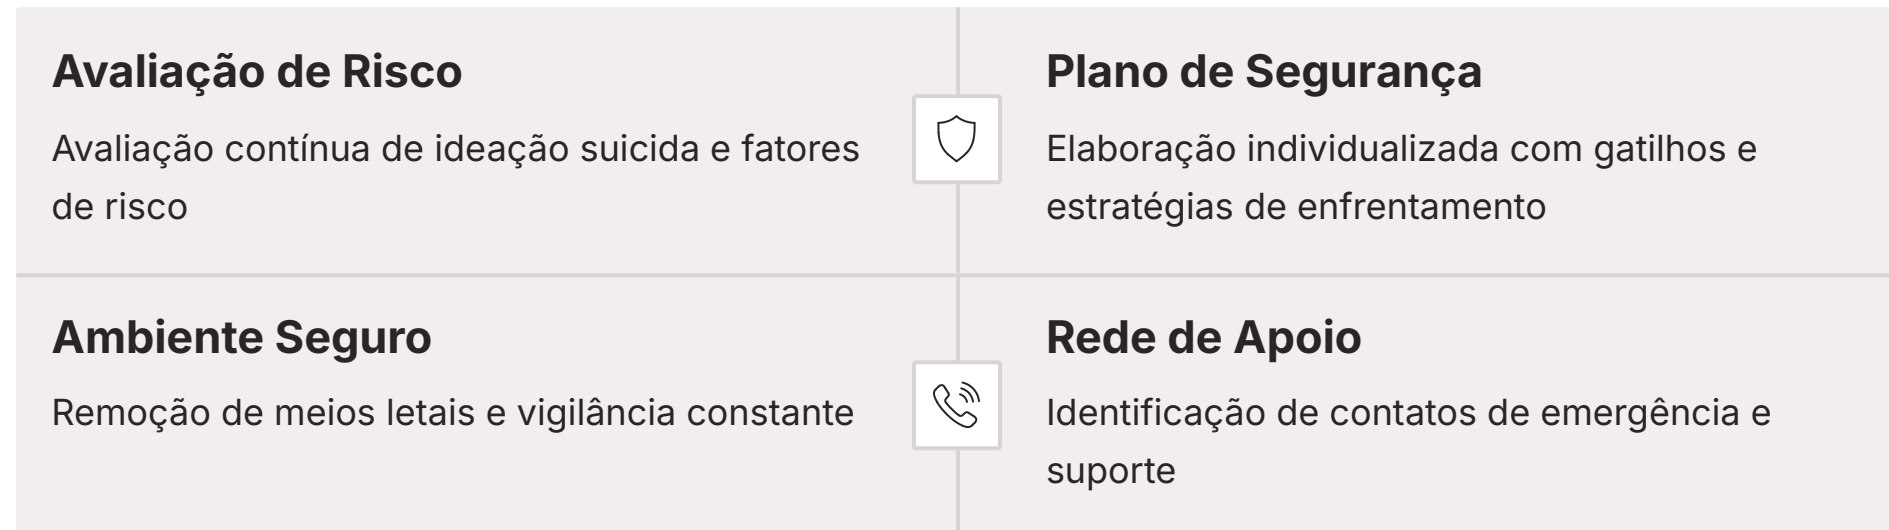 Avaliação de Risco
Avaliação contínua de ideação suicida e fatores
de risco
Plano de Segurança
Elaboração individualizada com gatilhos e
estratégias de enfrentamento
Ambiente Seguro
Remoção de meios letais e vigilância constante
Rede de Apoio
Identificação de contatos de emergência e
suporte